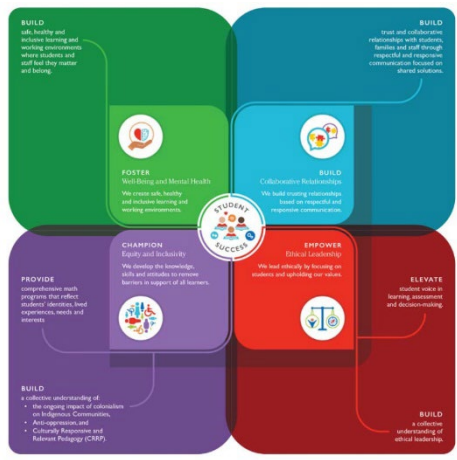 BUILD
safe, healthy and
inclusive learning and
working environments
where students and
staff feel they matter
and belong.
BUILD
trust and collaborative
relationships with students,
families and staff through
respectful and responsive
communication focused on
shared solutions.
FOSTER
Well-Being and Mental Health
We create safe, healthy
and inclusive learning and
working environments.
BUILD
Collaborative Relationships
We build trusting relationships
based on respectful and
responsive communication.
STUDENT
SUCCESS
CHAMPION
Equity and Inclusivity
We develop the knowledge,
skills and attitudes to remove
barriers in support of all learners.
EMPOWER
Ethical Leadership
We lead ethically by focusing on
students and upholding our values.
PROVIDE
comprehensive math
programs that reflect
students' identities, lived
experiences, needs and
interests
ELEVATE
student voice in
learning, assessment
and decision-making.
BUILD
a collective understanding of:
• the ongoing impact of colonialism
on Indigenous Communities,
• Anti-oppression, and
• Culturally Responsive and
Relevant Pedagogy (CRRP).
BUILD
a collective
understanding of
ethical leadership.